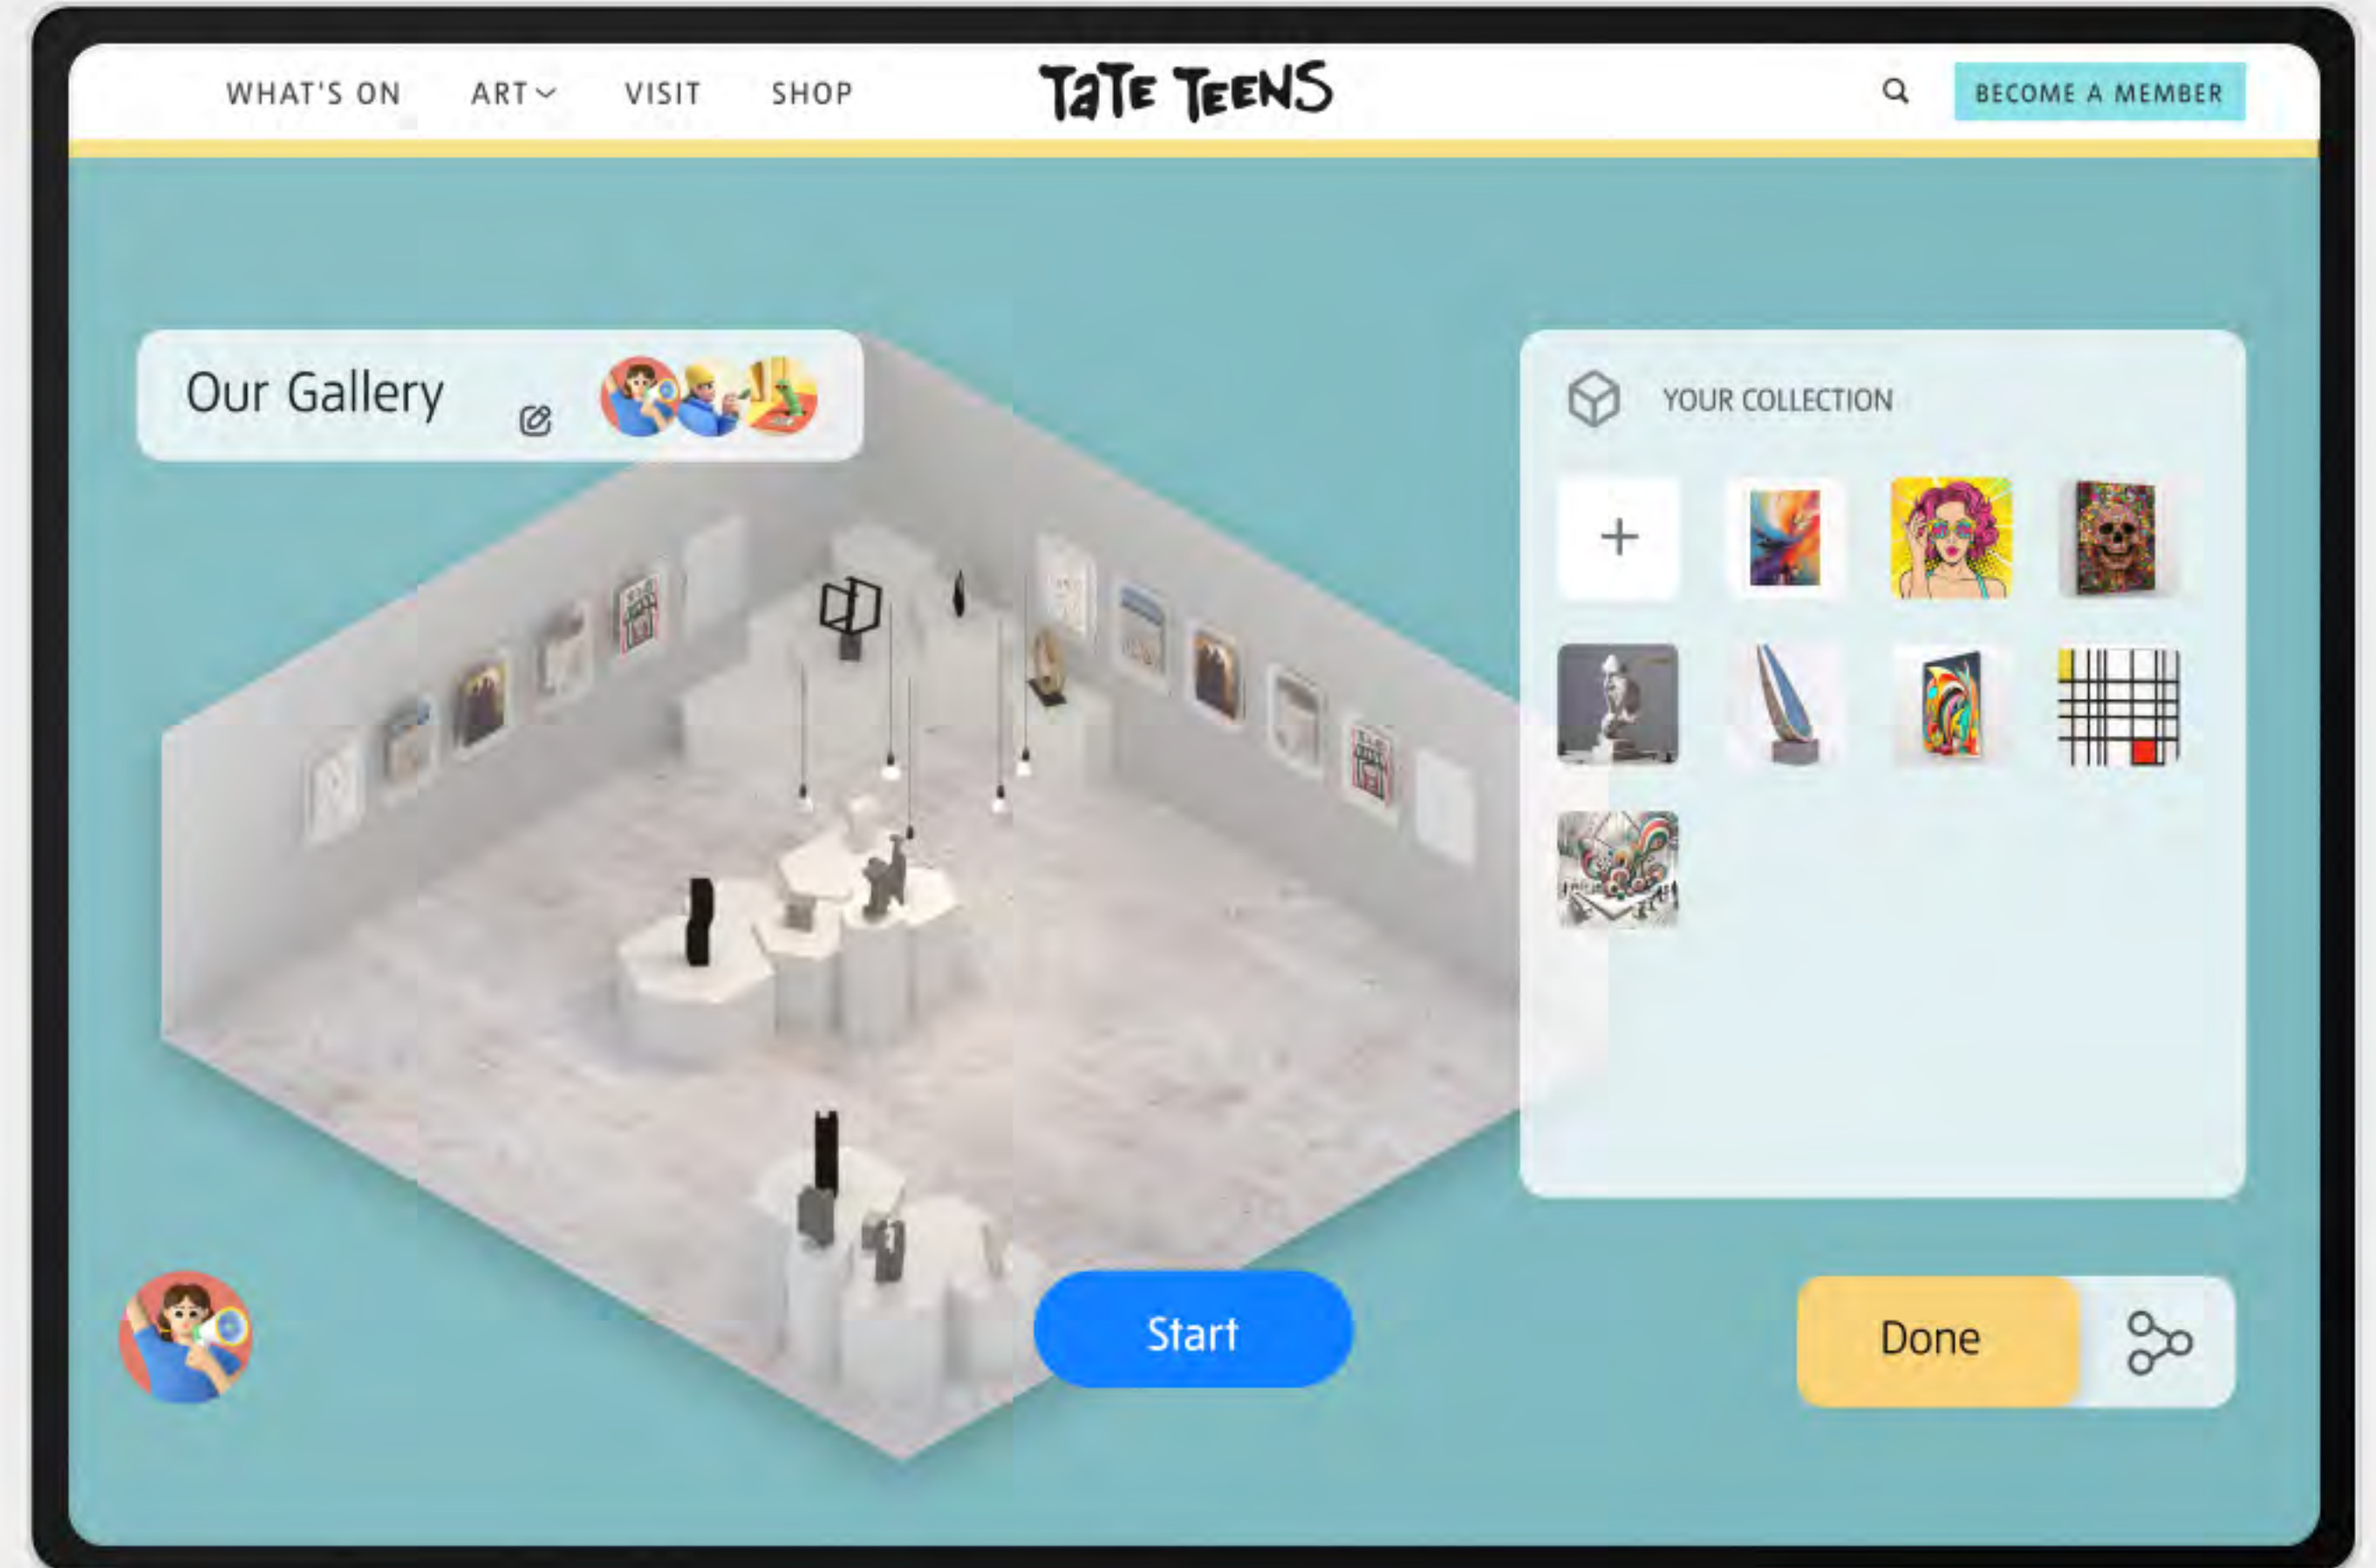 WHAT'S ON
ART
VISIT
SHOP
TaTe TEENS
BECOME A MEMBER
Our Gallery
YOUR COLLECTION
Start
Done